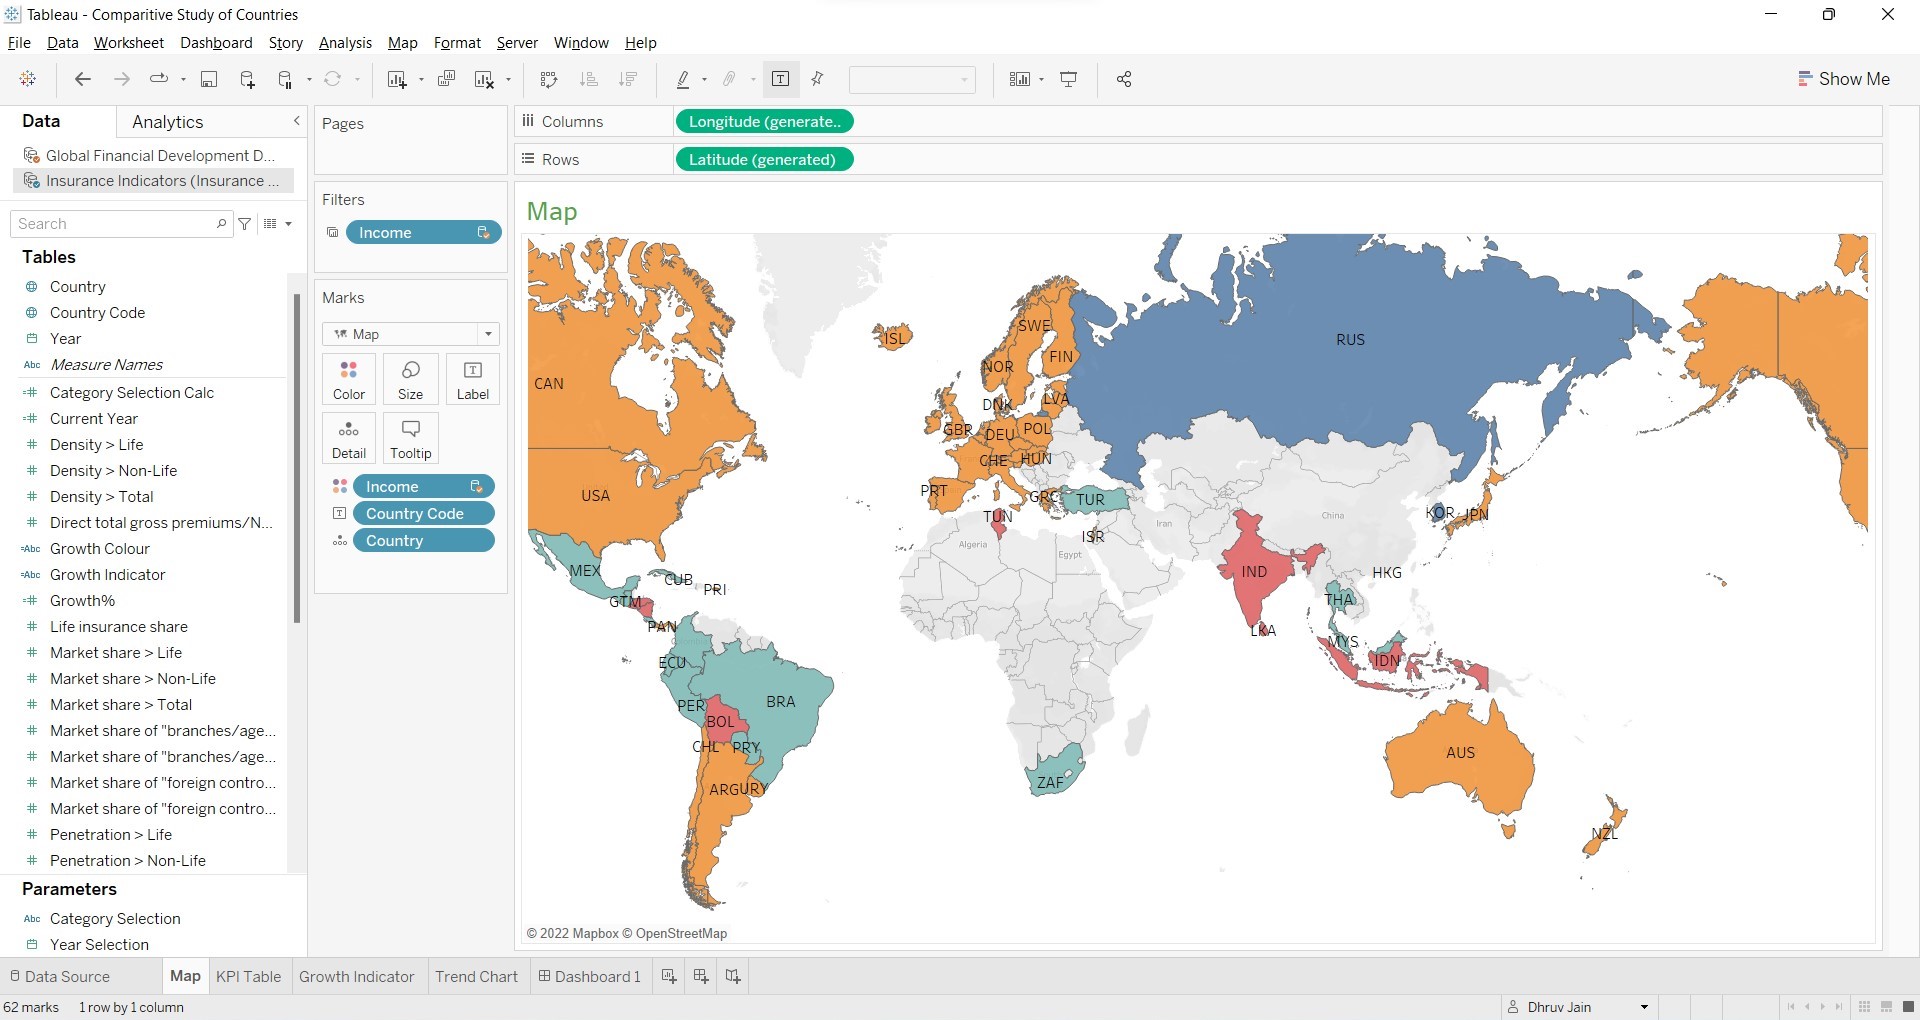 Tableau - Comparitive Study of Countries
File Data Worksheet Dashboard Story Analysis Map Format Server Window Help
Show Me
Data Analytics
Global Financial Development D...
Insurance Indicators (Insurance ...
Search
Tables
Country
Country Code
Year
Abc Measure Names
Category Selection Calc
Current Year
Density > Life
Density > Non-Life
Density > Total
Direct total gross premiums/N...
=Abc Growth Colour
=Abc Growth Indicator
Growth%
Life insurance share
Market share > Life
Market share > Non-Life
Market share > Total
Market share of "branches/age...
Market share of "branches/age...
Market share of "foreign contro...
Market share of "foreign contro...
Penetration > Life
Penetration > Non-Life
Parameters
Abc Category Selection
Year Selection
Pages
Filters
Income
Marks
Map
Color Size Label
Detail Tooltip
Income
Country Code
Country
Columns Longitude (generate..
Rows Latitude (generated)
Map
ISL
SWE
RUS
FIN
NOR
CAN
LVA
DNK
GBR DEU POL
CHE HUN
PRT
USA
GRC TUR
TUN
KOR JPN
China
Iran
ISR
Algeria
Egypt
MEX
IND
HKG
CUB
PRI
GTM
THA
PAN
LKA
MYS
ECU
IDN
BRA
PER
BOL
CHL PRY
AUS
ZAF
ARG URY
NZL
© 2022 Mapbox © OpenStreetMap
Data Source Map KPI Table Growth Indicator Trend Chart Dashboard 1
62 marks 1 row by 1 column
Dhruv Jain